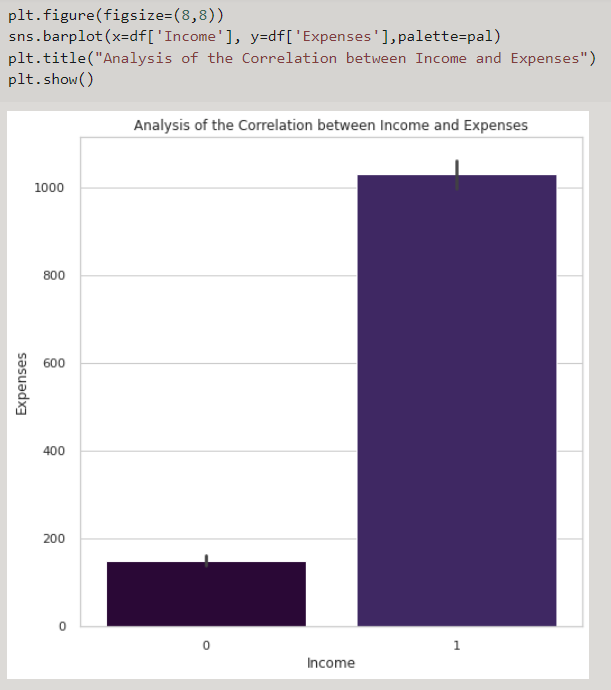 plt.figure(figsize=(8,8))
sns.barplot(x=df['Income'], y=df['Expenses'],palette=pal)
plt.title("Analysis of the Correlation between Income and Expenses")
plt.show()
Analysis of the Correlation between Income and Expenses
1000
800
600
400
200
0
Expenses
0 1
Income